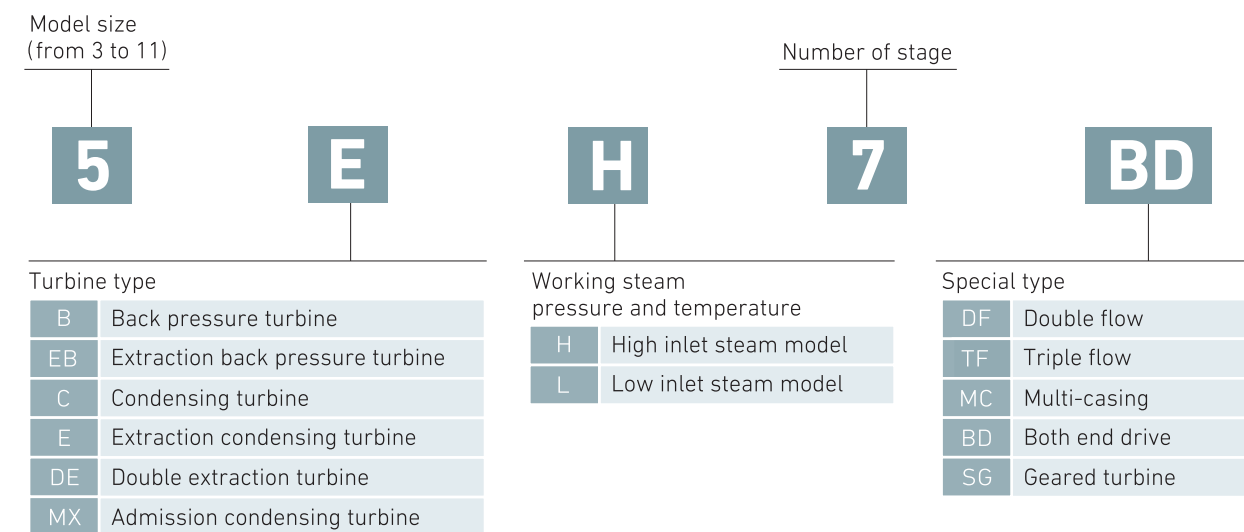 Model size
(from 3 to 11)
Number of stage
5 E H 7 BD
Turbine type
B Back pressure turbine
EB Extraction back pressure turbine
C Condensing turbine
E Extraction condensing turbine
DE Double extraction turbine
MX Admission condensing turbine
Working steam
pressure and temperature
H High inlet steam model
L Low inlet steam model
Special type
DF Double flow
TF Triple flow
MC Multi-casing
BD Both end drive
SG Geared turbine